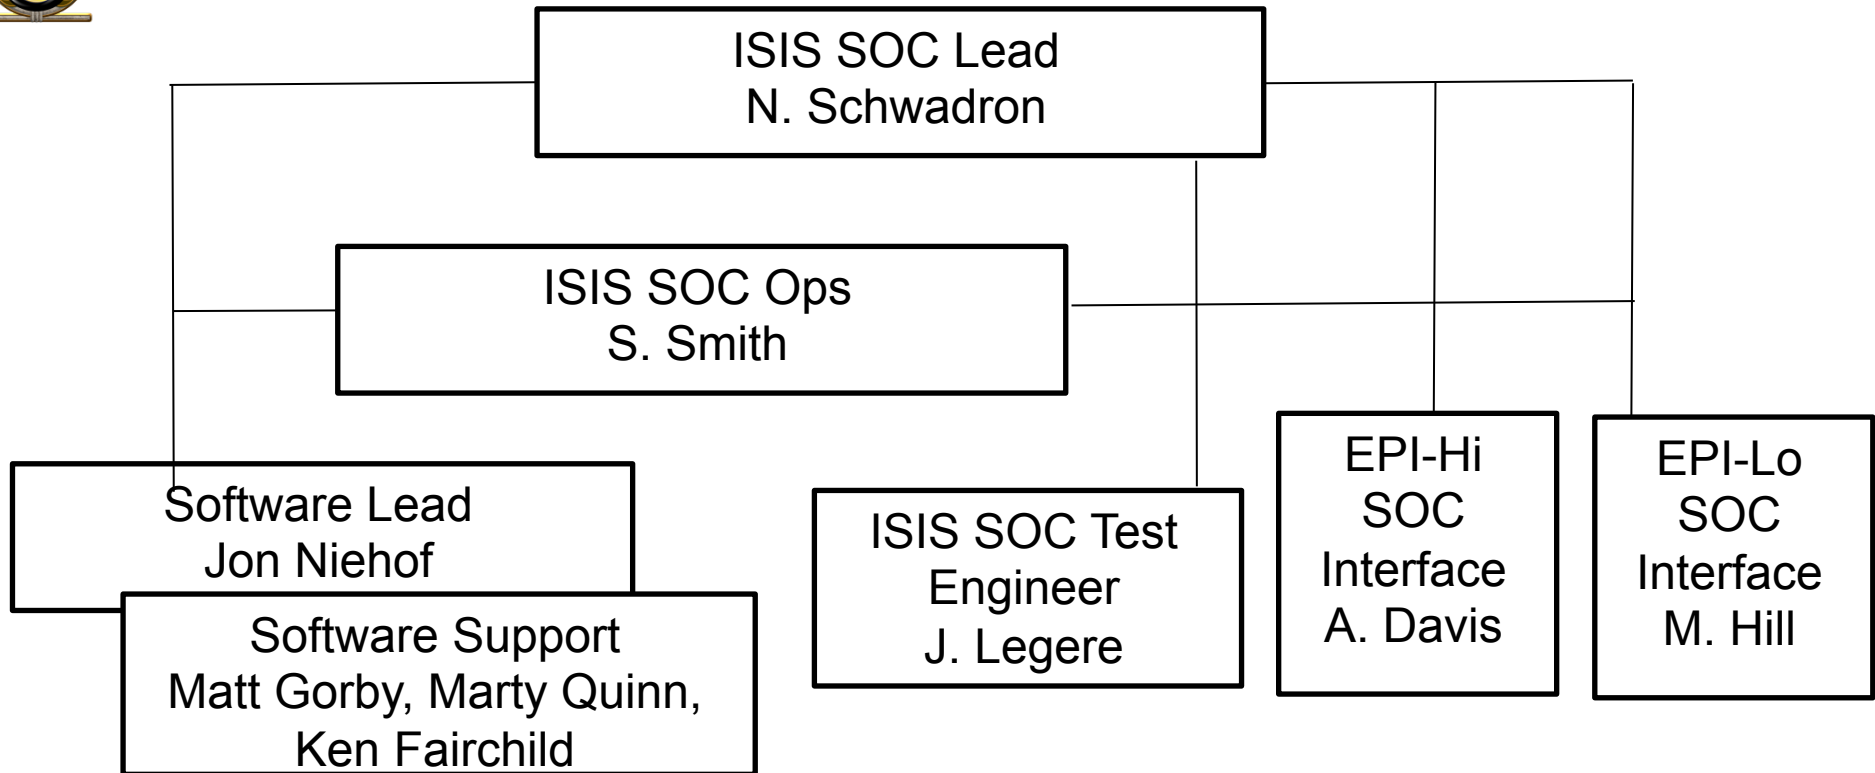 ISIS SOC Lead
N. Schwadron
ISIS SOC Ops
S. Smith
Software Lead
Jon Niehof
Software Support
Matt Gorby, Marty Quinn,
Ken Fairchild
ISIS SOC Test
Engineer
J. Legere
EPI-Hi
SOC
Interface
A. Davis
EPI-Lo
SOC
Interface
M. Hill